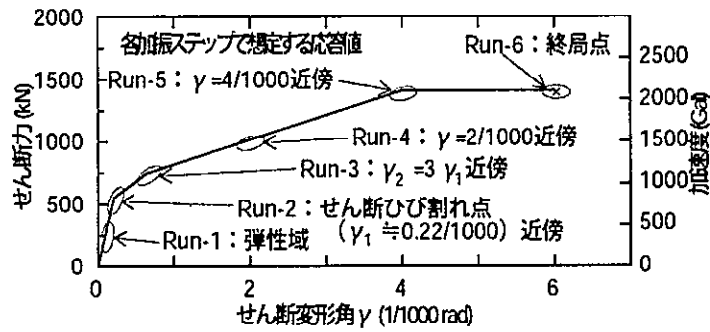 各加振ステップで想定する応答値
Run-6：終局点
Run-5：γ=4/1000近傍
Run-4：γ=2/1000近傍
Run-3：γ2=3 γ1近傍
Run-2：せん断ひび割れ点
(γ1 ≒0.22/1000) 近傍
Run-1：弾性域
せん断力 (kN)
2000
1500
1000
500
0
加速度(Gal)
2500
2000
1500
1000
500
0
0
2
4
6
せん断変形角 γ (1/1000 rad)